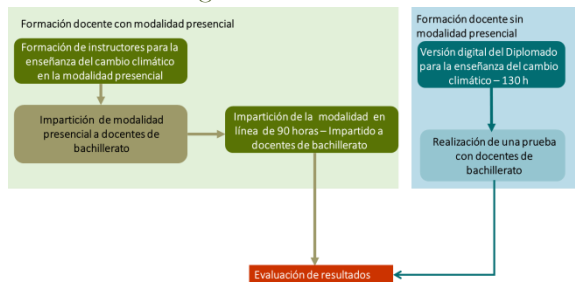 Formación docente con modalidad presencial
Formación de instructores para la
enseñanza del cambio climático
en la modalidad presencial
Impartición de modalidad
presencial a docentes de
bachillerato
Impartición de la modalidad en
línea de 90 horas – Impartido a
docentes de bachillerato
Formación docente sin
modalidad presencial
Versión digital del Diplomado
para la enseñanza del cambio
climático – 130 h
Realización de una prueba
con docentes de
bachillerato
Evaluación de resultados